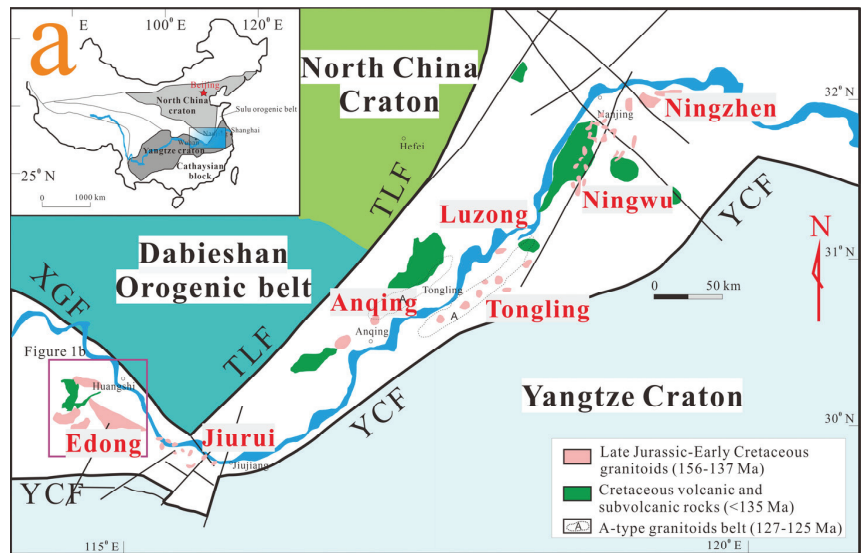 a
100° E
120° E
Beijing
North China
craton
Sulu orogenic belt
Shanghai
Wuhan
Yangtze craton
Cathaysian
block
25° N
0
1000 km
North China
Craton
Hefei
TLF
Nanjing
Ningzhen
32° N
Ningwu
YCF
Luzong
Dabieshan
Orogenic belt
N
31° N
0
50 km
XGF
Anqing
A
Tongling
Tongling
A
Anqing
TLF
Figure 1b
Huangshi
YCF
Yangtze Craton
30° N
Edong
Jiurui
Jiujiang
YCF
Late Jurassic-Early Cretaceous
granitoids (156-137 Ma)
Cretaceous volcanic and
subvolcanic rocks (<135 Ma)
A
A-type granitoids belt (127-125 Ma)
115° E
120° E